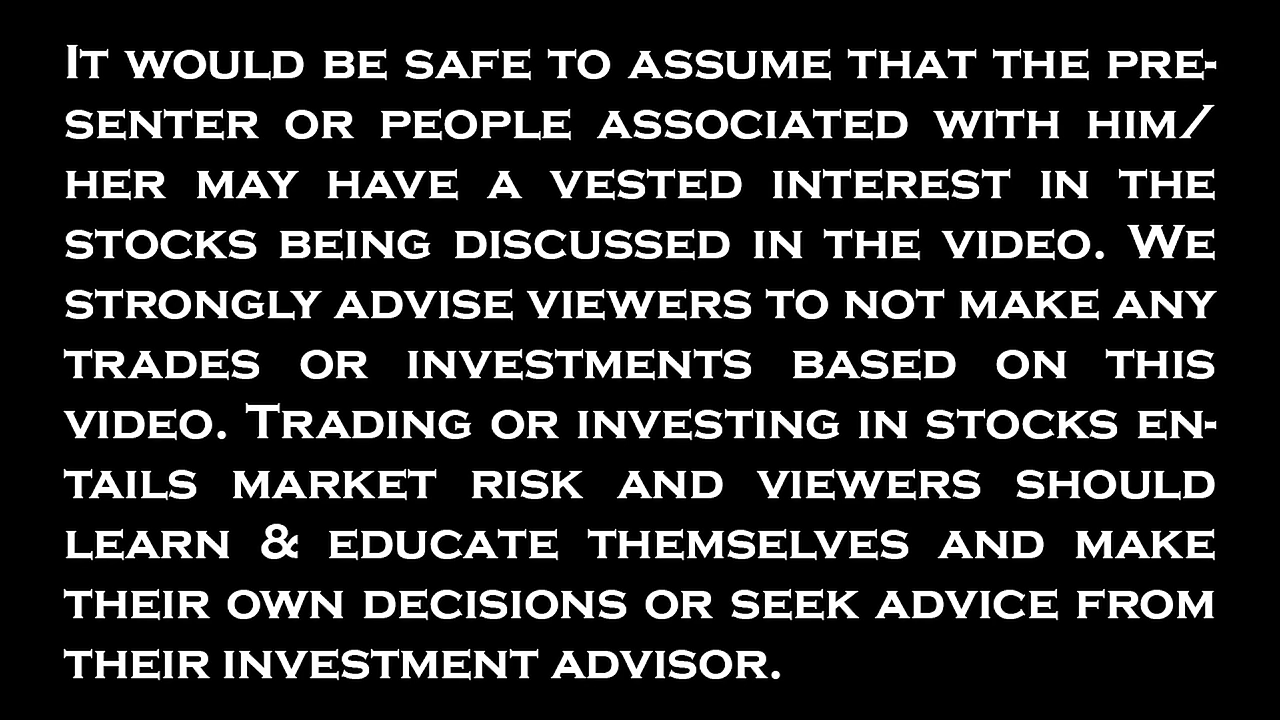 It would be safe to assume that the pre-
senter or people associated with him/
her may have a vested interest in the
stocks being discussed in the video. We
strongly advise viewers to not make any
trades or investments based on this
video. Trading or investing in stocks en-
tails market risk and viewers should
learn & educate themselves and make
their own decisions or seek advice from
their investment advisor.